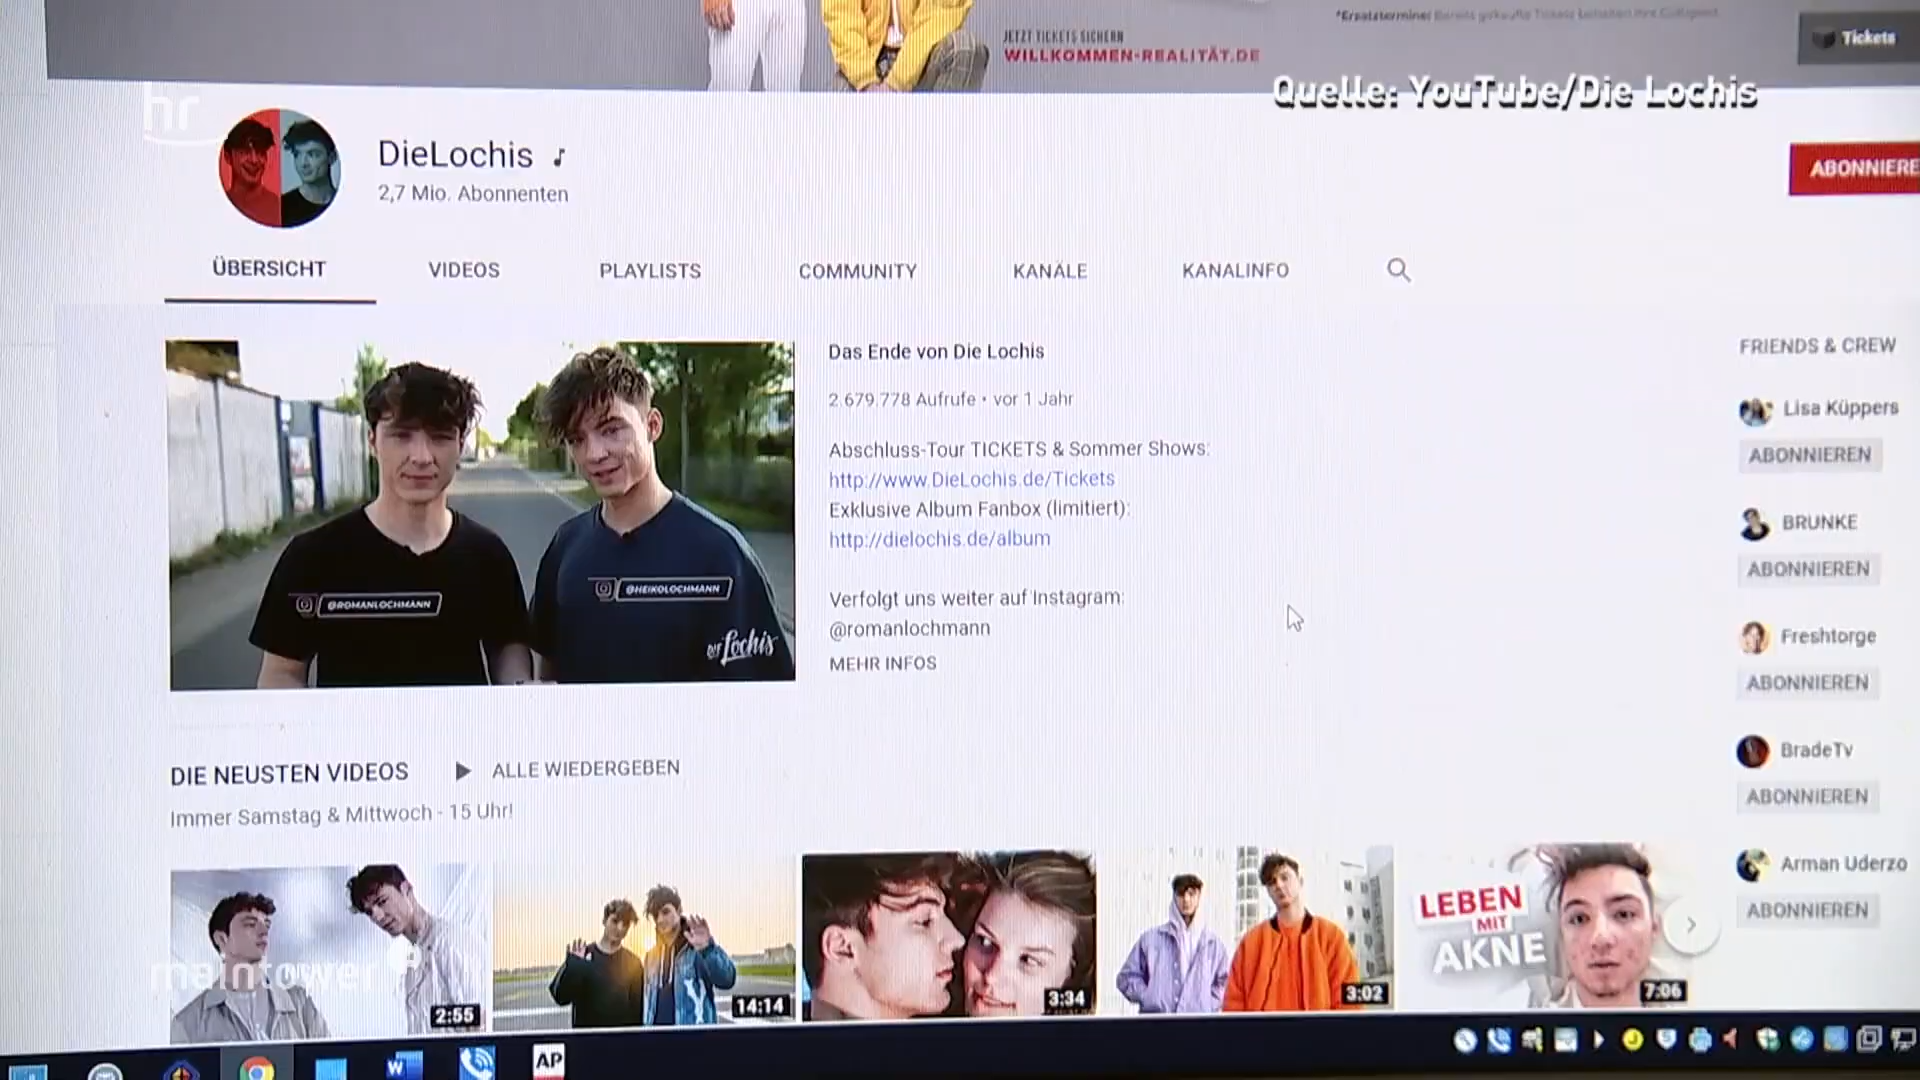 JETZT TICKETS SICHERN
WILLKOMMEN-REALITÄT.DE
Tickets
Quelle: YouTube/Die Lochis
hr
DieLochis
2,7 Mio. Abonnenten
ABONNIERE
ÜBERSICHT VIDEOS PLAYLISTS COMMUNITY KANÄLE KANALINFO
Das Ende von Die Lochis
2.679.778 Aufrufe • vor 1 Jahr
Abschluss-Tour TICKETS & Sommer Shows:
http://www.DieLochis.de/Tickets
Exklusive Album Fanbox (limitiert):
http://dielochis.de/album
Verfolgt uns weiter auf Instagram:
@romanlochmann
MEHR INFOS
@ROMANLOCHMANN
@HEIKOLOCHMANN
Die Lochis
FRIENDS & CREW
Lisa Küppers
ABONNIEREN
BRUNKE
ABONNIEREN
Freshtorge
ABONNIEREN
BradeTv
ABONNIEREN
Arman Uderzo
ABONNIEREN
DIE NEUSTEN VIDEOS ALLE WIEDERGEBEN
Immer Samstag & Mittwoch - 15 Uhr!
LEBEN
MIT
AKNE
maintower
2:55
14:14
3:34
3:02
7:06
W
AP